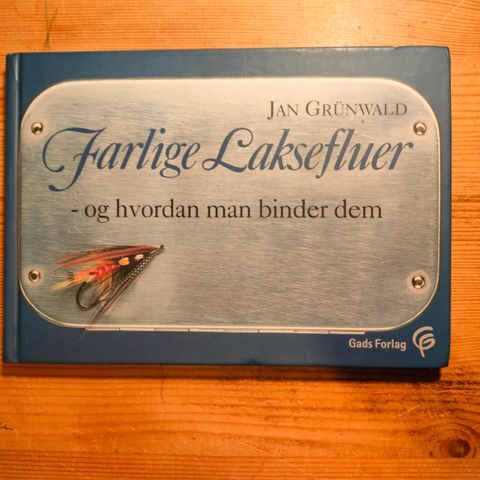 JAN GRÜNWALD
Farlige Laksefluer
- og hvordan man binder dem
Gads Forlag